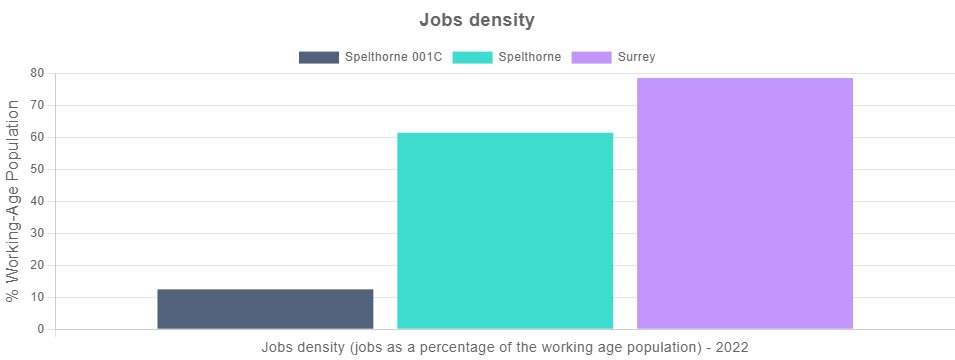 Jobs density
Spelthorne 001C Spelthorne Surrey
% Working-Age Population
80
70
60
50
40
30
20
10
0
Jobs density (jobs as a percentage of the working age population) - 2022